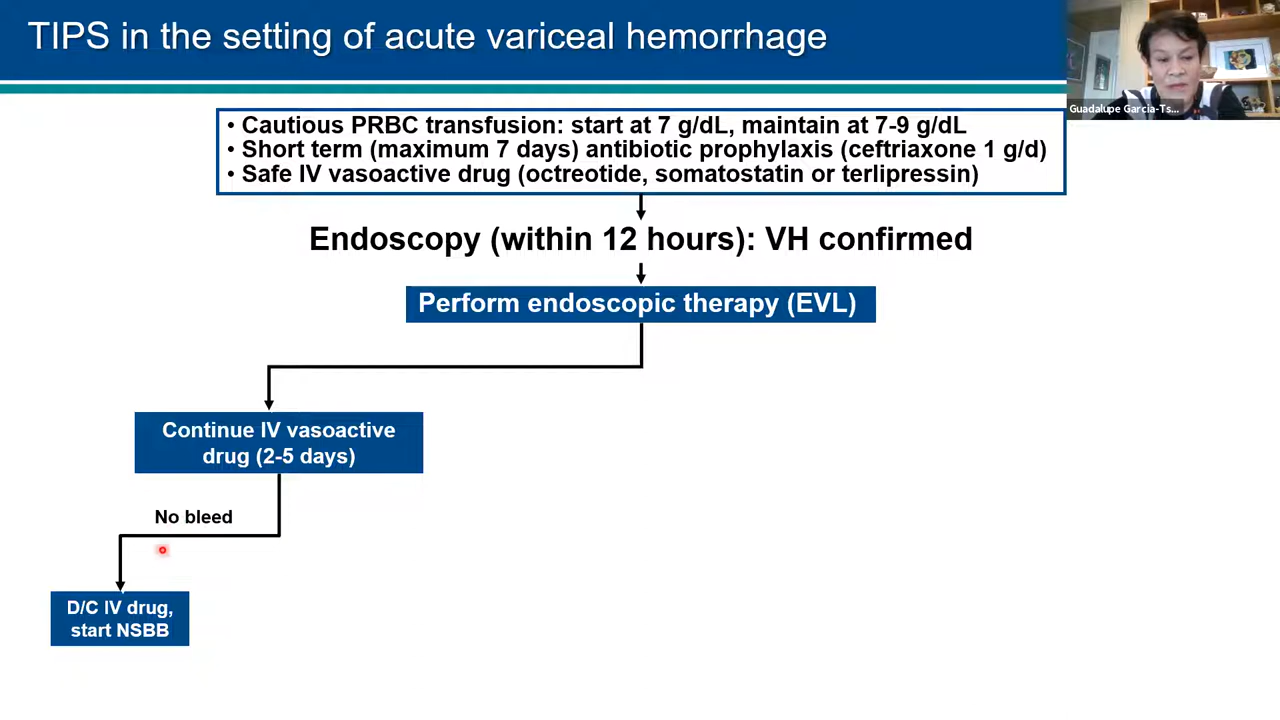 TIPS in the setting of acute variceal hemorrhage
Guadalupe Garcia-Ts...
• Cautious PRBC transfusion: start at 7 g/dL, maintain at 7-9 g/dL
• Short term (maximum 7 days) antibiotic prophylaxis (ceftriaxone 1 g/d)
• Safe IV vasoactive drug (octreotide, somatostatin or terlipressin)
Endoscopy (within 12 hours): VH confirmed
Perform endoscopic therapy (EVL)
Continue IV vasoactive
drug (2-5 days)
No bleed
D/C IV drug,
start NSBB